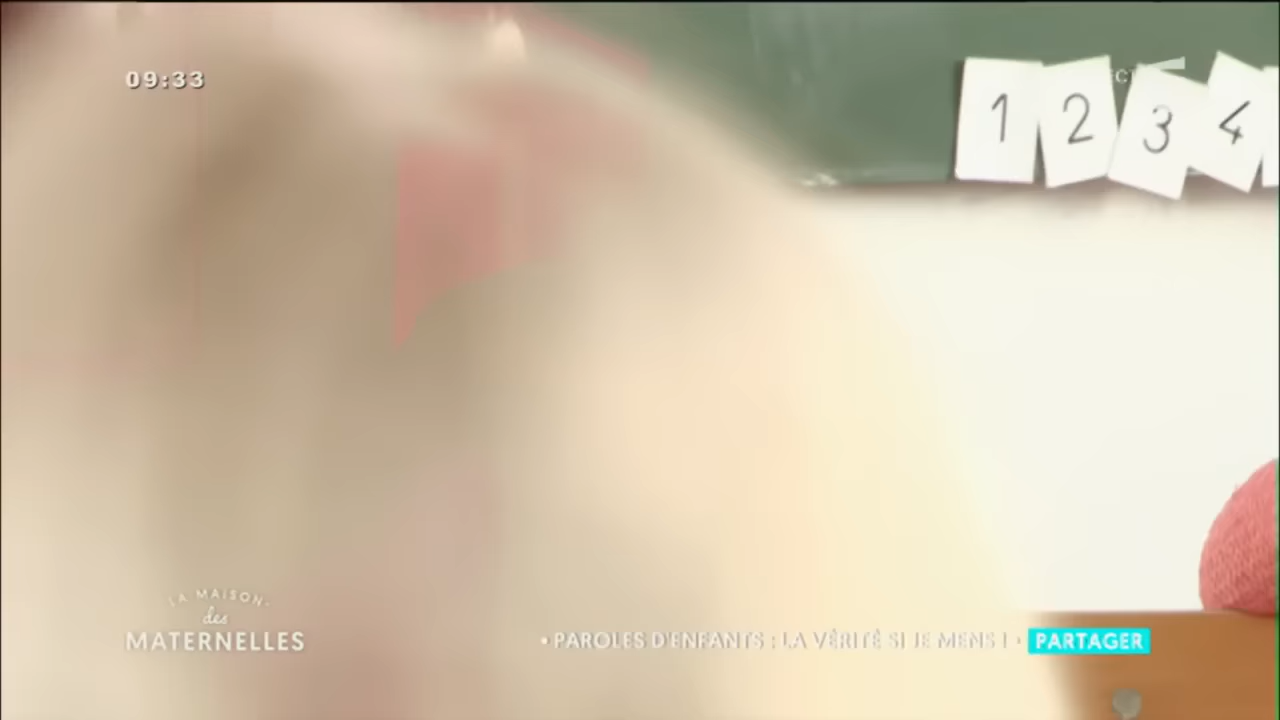 09:33
1 2 3 4
LA MAISON
des
MATERNELLES
• PAROLES D'ENFANTS : LA VÉRITÉ SI JE MENS ! • PARTAGER